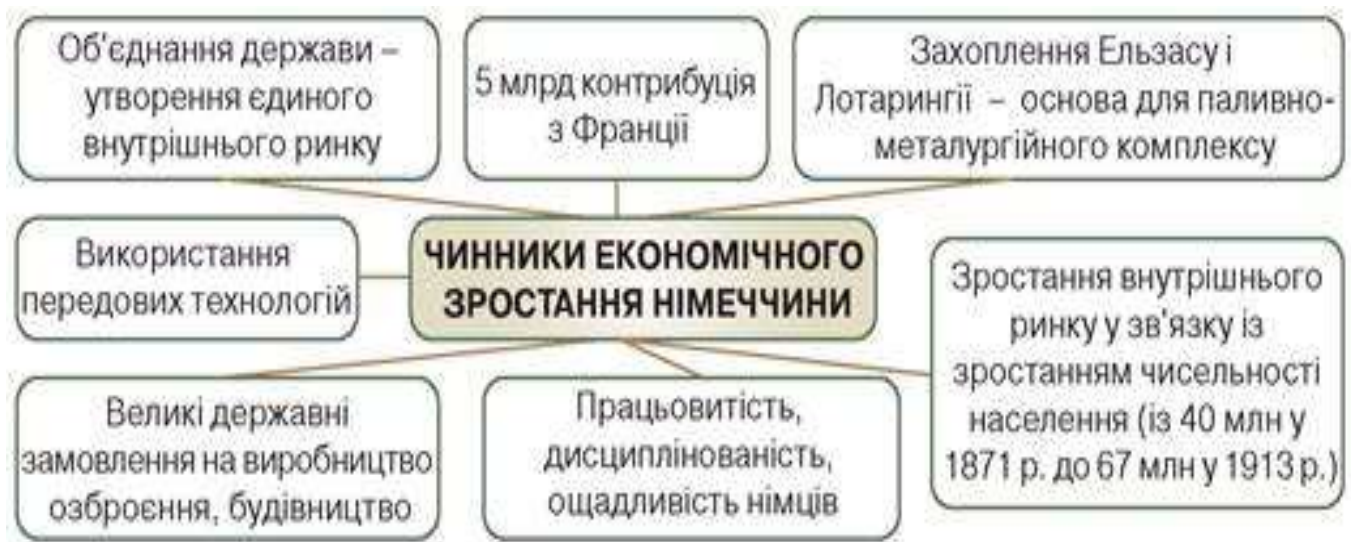 Об'єднання держави –
утворення єдиного
внутрішнього ринку
5 млрд контрибуція
з Франції
Захоплення Ельзасу і
Лотарингії – основа для паливно-
металургійного комплексу
Використання
передових технологій
ЧИННИКИ ЕКОНОМІЧНОГО
ЗРОСТАННЯ НІМЕЧЧИНИ
Зростання внутрішнього
ринку у зв'язку із
зростанням чисельності
населення (із 40 млн у
1871 р. до 67 млн у 1913 р.)
Великі державні
замовлення на виробництво
озброєння, будівництво
Працьовитість,
дисциплінованість,
ощадливість німців